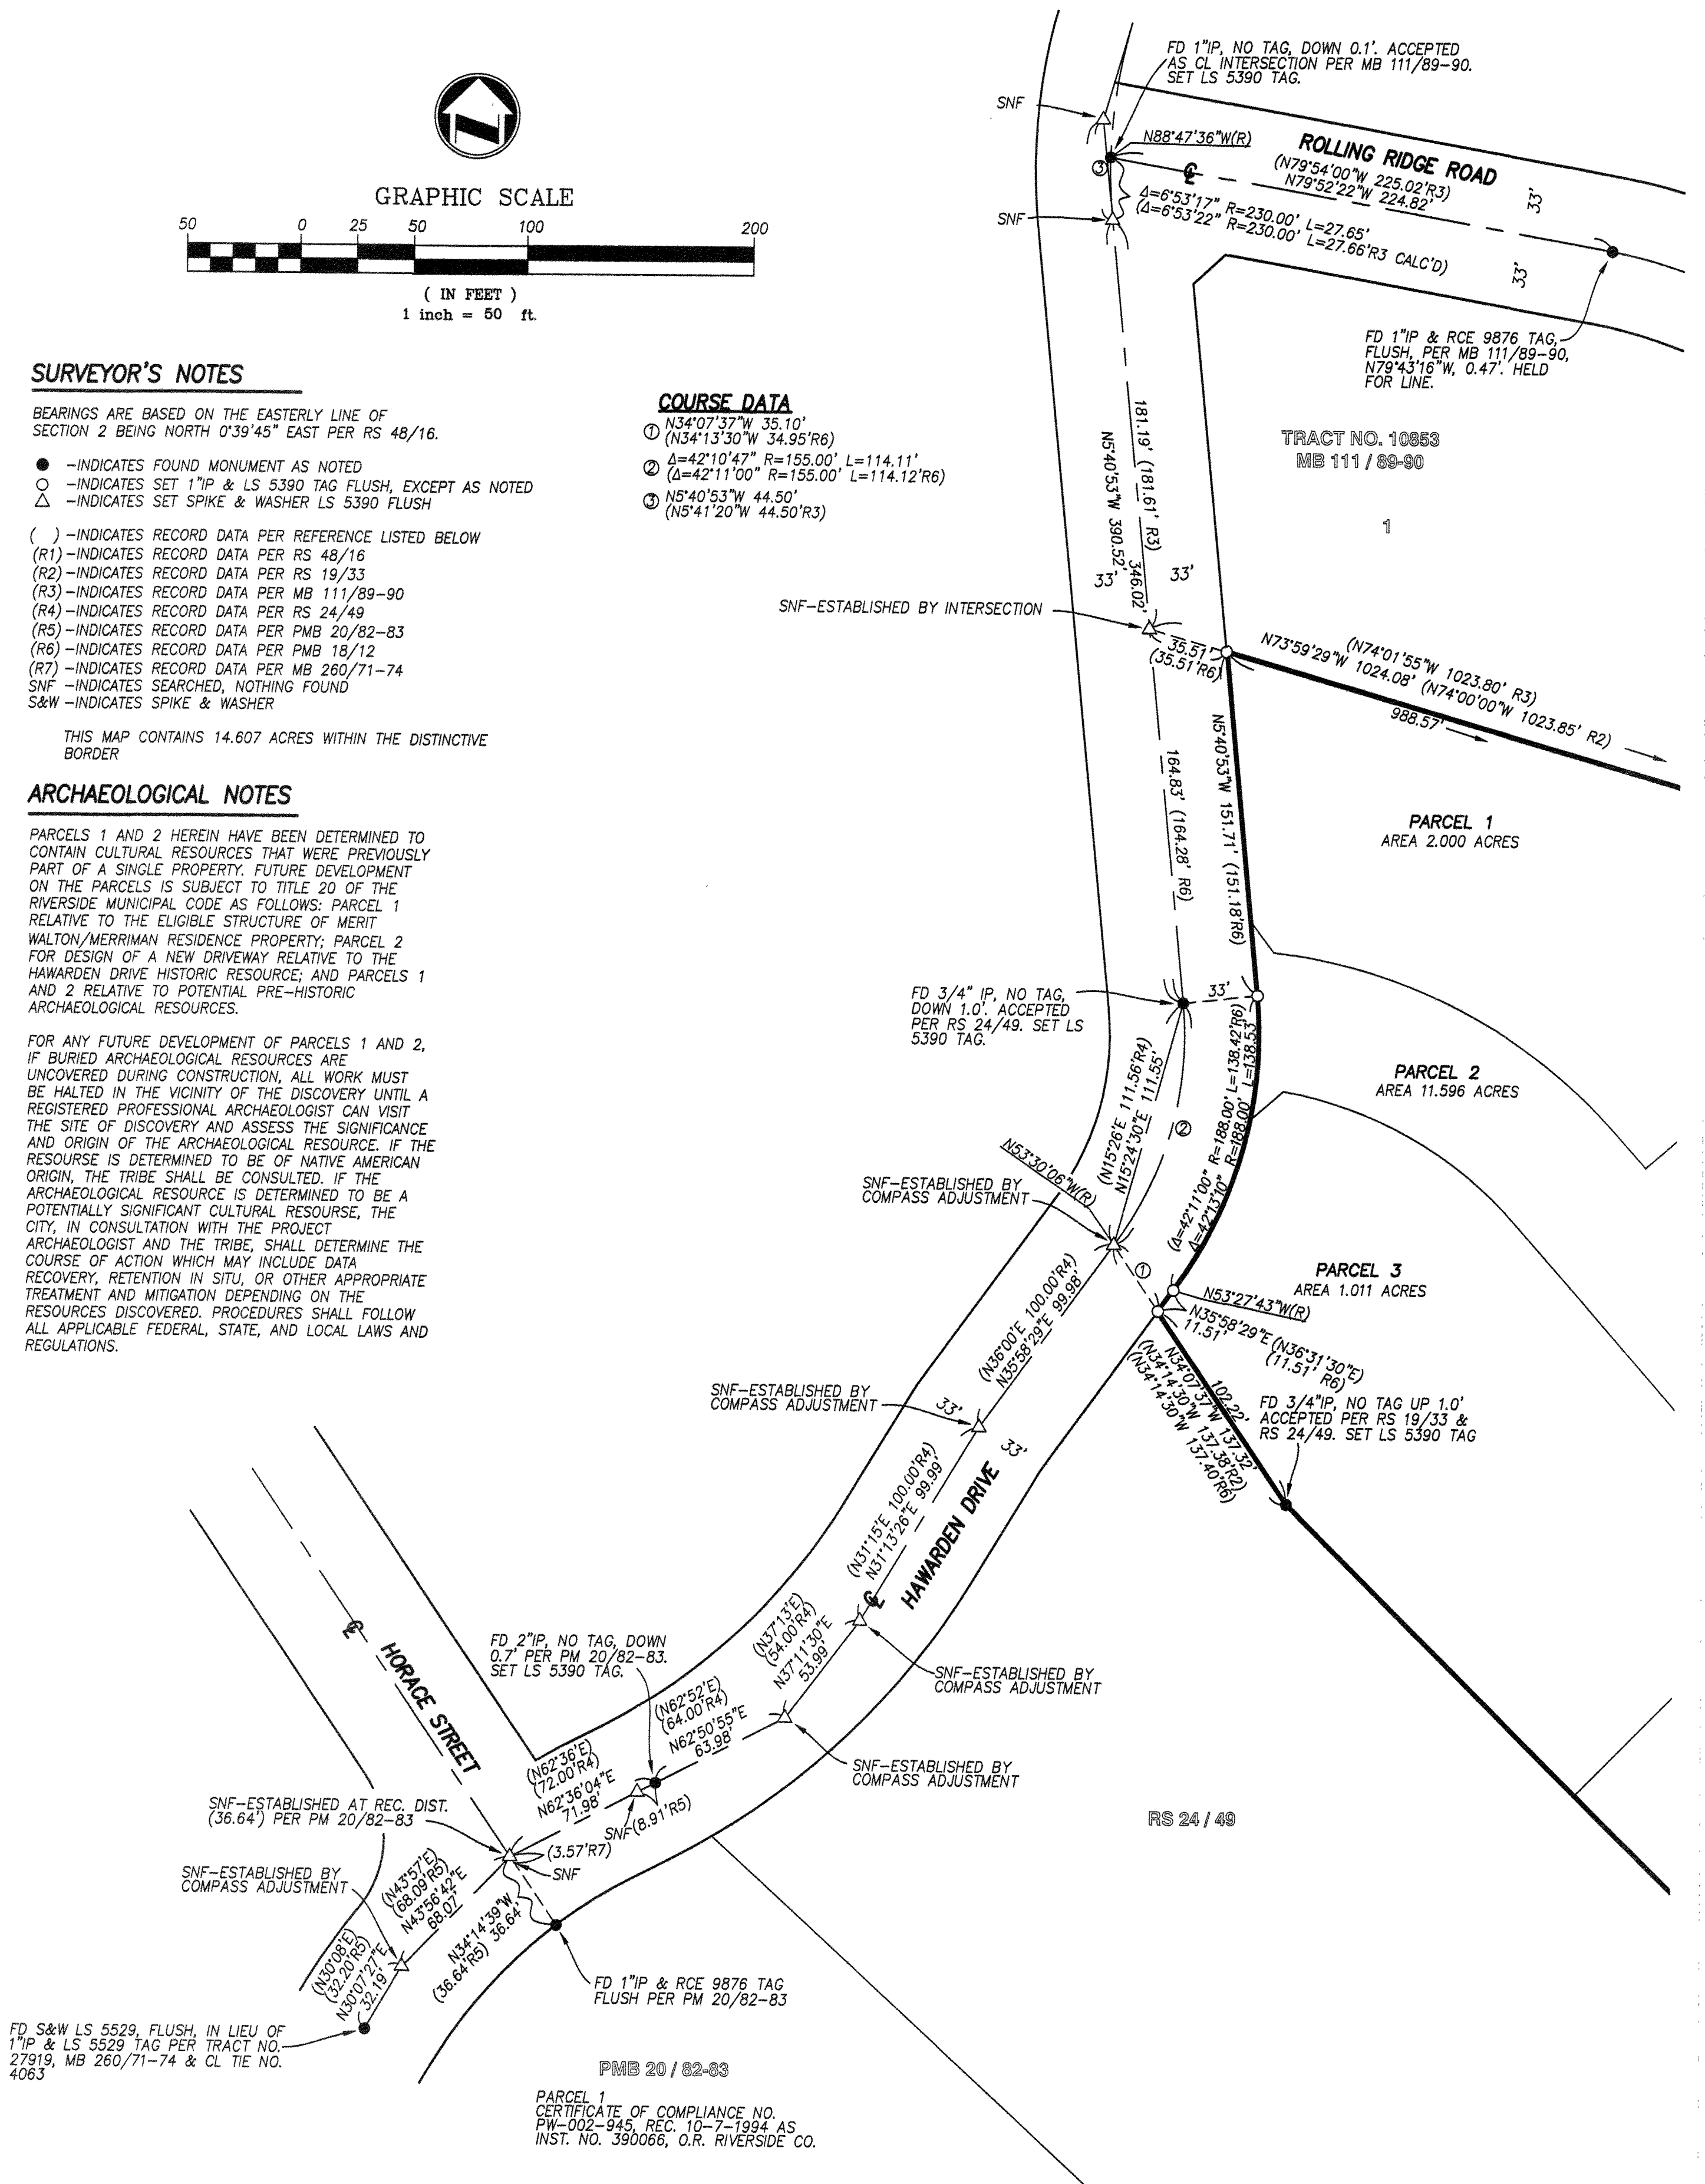 GRAPHIC SCALE
50 0 25 50 100 200
( IN FEET )
1 inch = 50 ft.
SURVEYOR'S NOTES
BEARINGS ARE BASED ON THE EASTERLY LINE OF
SECTION 2 BEING NORTH 0°39'45" EAST PER RS 48/16.
-INDICATES FOUND MONUMENT AS NOTED
-INDICATES SET 1"IP & LS 5390 TAG FLUSH, EXCEPT AS NOTED
-INDICATES SET SPIKE & WASHER LS 5390 FLUSH
( ) -INDICATES RECORD DATA PER REFERENCE LISTED BELOW
(R1) -INDICATES RECORD DATA PER RS 48/16
(R2) -INDICATES RECORD DATA PER RS 19/33
(R3) -INDICATES RECORD DATA PER MB 111/89-90
(R4) -INDICATES RECORD DATA PER RS 24/49
(R5) -INDICATES RECORD DATA PER PMB 20/82-83
(R6) -INDICATES RECORD DATA PER PMB 18/12
(R7) -INDICATES RECORD DATA PER MB 260/71-74
SNF -INDICATES SEARCHED, NOTHING FOUND
S&W -INDICATES SPIKE & WASHER
THIS MAP CONTAINS 14.607 ACRES WITHIN THE DISTINCTIVE
BORDER
ARCHAEOLOGICAL NOTES
PARCELS 1 AND 2 HEREIN HAVE BEEN DETERMINED TO
CONTAIN CULTURAL RESOURCES THAT WERE PREVIOUSLY
PART OF A SINGLE PROPERTY. FUTURE DEVELOPMENT
ON THE PARCELS IS SUBJECT TO TITLE 20 OF THE
RIVERSIDE MUNICIPAL CODE AS FOLLOWS: PARCEL 1
RELATIVE TO THE ELIGIBLE STRUCTURE OF MERIT
WALTON/MERRIMAN RESIDENCE PROPERTY; PARCEL 2
FOR DESIGN OF A NEW DRIVEWAY RELATIVE TO THE
HAWARDEN DRIVE HISTORIC RESOURCE; AND PARCELS 1
AND 2 RELATIVE TO POTENTIAL PRE-HISTORIC
ARCHAEOLOGICAL RESOURCES.
FOR ANY FUTURE DEVELOPMENT OF PARCELS 1 AND 2,
IF BURIED ARCHAEOLOGICAL RESOURCES ARE
UNCOVERED DURING CONSTRUCTION, ALL WORK MUST
BE HALTED IN THE VICINITY OF THE DISCOVERY UNTIL A
REGISTERED PROFESSIONAL ARCHAEOLOGIST CAN VISIT
THE SITE OF DISCOVERY AND ASSESS THE SIGNIFICANCE
AND ORIGIN OF THE ARCHAEOLOGICAL RESOURCE. IF THE
RESOURSE IS DETERMINED TO BE OF NATIVE AMERICAN
ORIGIN, THE TRIBE SHALL BE CONSULTED. IF THE
ARCHAEOLOGICAL RESOURCE IS DETERMINED TO BE A
POTENTIALLY SIGNIFICANT CULTURAL RESOURSE, THE
CITY, IN CONSULTATION WITH THE PROJECT
ARCHAEOLOGIST AND THE TRIBE, SHALL DETERMINE THE
COURSE OF ACTION WHICH MAY INCLUDE DATA
RECOVERY, RETENTION IN SITU, OR OTHER APPROPRIATE
TREATMENT AND MITIGATION DEPENDING ON THE
RESOURCES DISCOVERED. PROCEDURES SHALL FOLLOW
ALL APPLICABLE FEDERAL, STATE, AND LOCAL LAWS AND
REGULATIONS.
COURSE DATA
① N34°07'37"W 35.10'
(N34°13'30"W 34.95'R6)
② Δ=42°10'47" R=155.00' L=114.11'
(Δ=42°11'00" R=155.00' L=114.12'R6)
③ N5°40'53"W 44.50'
(N5°41'20"W 44.50'R3)
FD 1"IP, NO TAG, DOWN 0.1'. ACCEPTED
AS CL INTERSECTION PER MB 111/89-90.
SET LS 5390 TAG.
SNF
N88°47'36"W(R)
③
SNF
ROLLING RIDGE ROAD
(N79°54'00"W 225.02'R3)
N79°52'22"W 224.82'
33'
33'
Δ=6°53'17" R=230.00' L=27.65'
(Δ=6°53'22" R=230.00' L=27.66'R3 CALC'D)
FD 1"IP & RCE 9876 TAG,
FLUSH, PER MB 111/89-90,
N79°43'16"W, 0.47'. HELD
FOR LINE.
TRACT NO. 10853
MB 111 / 89-90
1
181.19' (181.61' R3)
N5°40'53"W 390.52'
346.02'
33' 33'
SNF-ESTABLISHED BY INTERSECTION
35.51'
(35.51'R6)
(N74°01'55"W 1023.80' R3)
N73°59'29"W 1024.08' (N74°00'00"W 1023.85' R2)
988.57'
N5°40'53"W 151.71' (151.18'R6)
164.83' (164.28' R6)
PARCEL 1
AREA 2.000 ACRES
FD 3/4" IP, NO TAG,
DOWN 1.0'. ACCEPTED
PER RS 24/49. SET LS
5390 TAG.
33'
PARCEL 2
AREA 11.596 ACRES
(N15°26'E 111.56'R4)
N15°24'30"E 111.55'
②
(Δ=42°11'00" R=188.00' L=138.42'R6)
Δ=42°13'10" R=188.00' L=138.53'
N53°30'06"W(R)
SNF-ESTABLISHED BY
COMPASS ADJUSTMENT
①
PARCEL 3
AREA 1.011 ACRES
N53°27'43"W(R)
N35°58'29"E (N36°31'30"E)
11.51' (11.51' R6)
(N36°00'E 100.00'R4)
N35°58'29"E 99.98'
102.22'
N34°07'37"W 137.32'
(N34°14'30"W 137.38'R2)
(N34°14'30"W 137.40'R6)
FD 3/4"IP, NO TAG UP 1.0'
ACCEPTED PER RS 19/33 &
RS 24/49. SET LS 5390 TAG
SNF-ESTABLISHED BY
COMPASS ADJUSTMENT
33'
33'
(N31°15'E 100.00'R4)
N31°13'26"E 99.99'
HAWARDEN DRIVE
(N37°13'E)
(54.00'R4)
N37°11'30"E
53.99'
SNF-ESTABLISHED BY
COMPASS ADJUSTMENT
HORACE STREET
FD 2"IP, NO TAG, DOWN
0.7' PER PM 20/82-83.
SET LS 5390 TAG.
(N62°52'E)
(64.00'R4)
N62°50'55"E
63.98'
SNF-ESTABLISHED BY
COMPASS ADJUSTMENT
(N62°36'E)
(72.00'R4)
N62°36'04"E
71.98'
SNF (8.91'R5)
SNF-ESTABLISHED AT REC. DIST.
(36.64') PER PM 20/82-83
(3.57'R7)
SNF
SNF-ESTABLISHED BY
COMPASS ADJUSTMENT
(N43°57'E)
(68.09'R5)
N43°56'42"E
68.07'
N34°14'39"W
(36.64'R5) 36.64'
(N30°08'E)
(32.20'R5)
N30°07'27"E
32.19'
FD S&W LS 5529, FLUSH, IN LIEU OF
1"IP & LS 5529 TAG PER TRACT NO.
27919, MB 260/71-74 & CL TIE NO.
4063
FD 1"IP & RCE 9876 TAG
FLUSH PER PM 20/82-83
RS 24 / 49
PMB 20 / 82-83
PARCEL 1
CERTIFICATE OF COMPLIANCE NO.
PW-002-945, REC. 10-7-1994 AS
INST. NO. 390066, O.R. RIVERSIDE CO.